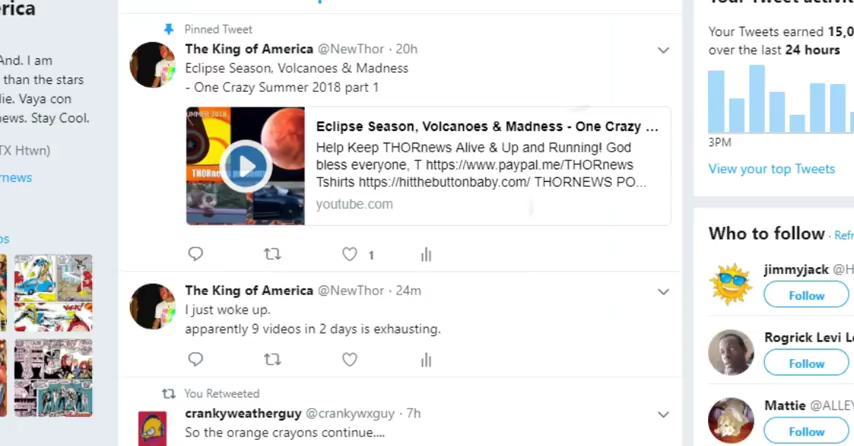 rica
And. I am
than the stars
lie. Vaya con
news. Stay Cool.
TX Htwn)
rnews
os
Pinned Tweet
The King of America @NewThor · 20h
Eclipse Season, Volcanoes & Madness
- One Crazy Summer 2018 part 1
Eclipse Season, Volcanoes & Madness - One Crazy ...
Help Keep THORnews Alive & Up and Running! God
bless everyone, T https://www.paypal.me/THORnews
Tshirts https://hitthebuttonbaby.com/ THORNEWS PO...
youtube.com
1
The King of America @NewThor · 24m
I just woke up.
apparently 9 videos in 2 days is exhausting.
You Retweeted
crankyweatherguy @crankywxguy · 7h
So the orange crayons continue....
Your Tweet activi
Your Tweets earned 15,0
over the last 24 hours
3PM
View your top Tweets
Who to follow · Refr
jimmyjack @H
Follow
Rogrick Levi L
Follow
Mattie @ALLEY
Follow